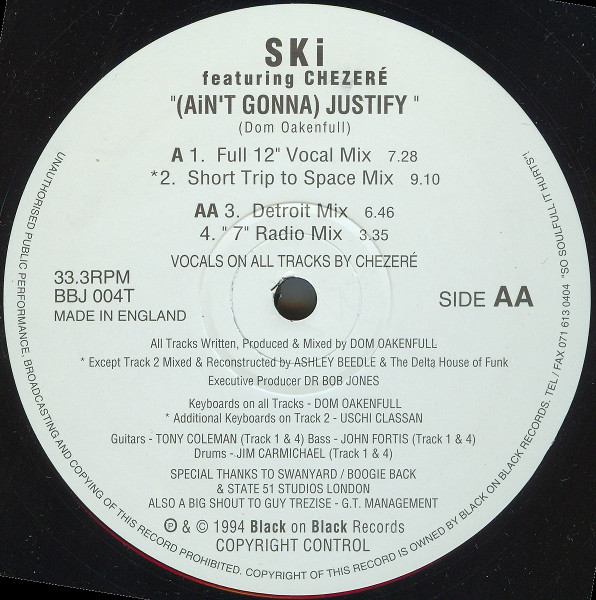 SKi
featuring CHEZERÉ
"(AiN'T GONNA) JUSTIFY "
(Dom Oakenfull)
A 1. Full 12" Vocal Mix 7.28
*2. Short Trip to Space Mix 9.10
AA 3. Detroit Mix 6.46
4. " 7" Radio Mix 3.35
VOCALS ON ALL TRACKS BY CHEZERÉ
33.3RPM
BBJ 004T
MADE IN ENGLAND
SIDE AA
All Tracks Written, Produced & Mixed by DOM OAKENFULL
* Except Track 2 Mixed & Reconstructed by ASHLEY BEEDLE & The Delta House of Funk
Executive Producer DR BOB JONES
Keyboards on all Tracks - DOM OAKENFULL
* Additional Keyboards on Track 2 - USCHI CLASSAN
Guitars - TONY COLEMAN (Track 1 & 4) Bass - JOHN FORTIS (Track 1 & 4)
Drums - JIM CARMICHAEL (Track 1 & 4)
SPECIAL THANKS TO SWANYARD / BOOGIE BACK
& STATE 51 STUDIOS LONDON
ALSO A BIG SHOUT TO GUY TREZISE - G.T. MANAGEMENT
℗ & © 1994 Black on Black Records
COPYRIGHT CONTROL
UNAUTHORISED PUBLIC PERFORMANCE, BROADCASTING AND COPYING OF THIS RECORD PROHIBITED. COPYRIGHT OF THIS RECORD IS OWNED BY BLACK ON BLACK RECORDS. TEL / FAX 071 613 0404 "SO SOULFULL IT HURTS"!